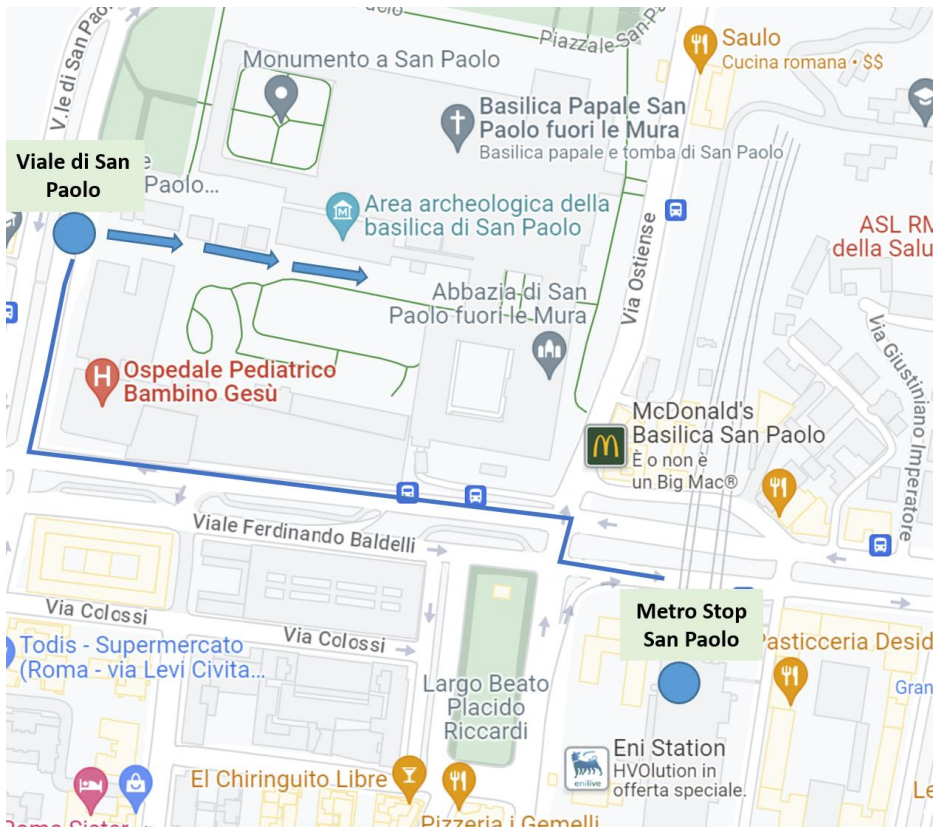 V.le di San Paolo
Piazzale San Pa
Saulo
Cucina romana • $$
Monumento a San Paolo
Basilica Papale San
Paolo fuori le Mura
Basilica papale e tomba di San Paolo
Viale di San
Paolo
e
Paolo...
Area archeologica della
basilica di San Paolo
ASL RM
della Salu
Via Ostiense
Abbazia di San
Paolo fuori le Mura
Via Giustiniano Imperatore
H
Ospedale Pediatrico
Bambino Gesù
McDonald's
Basilica San Paolo
È o non è
un Big Mac®
Viale Ferdinando Baldelli
Via Colossi
Via Colossi
Metro Stop
San Paolo
Todis - Supermercato
(Roma - via Levi Civita...
Pasticceria Desid
Gran
Largo Beato
Placido
Riccardi
Eni Station
HVOlution in
offerta speciale.
enilive
El Chiringuito Libre
Le
Pizzeria i Gemelli